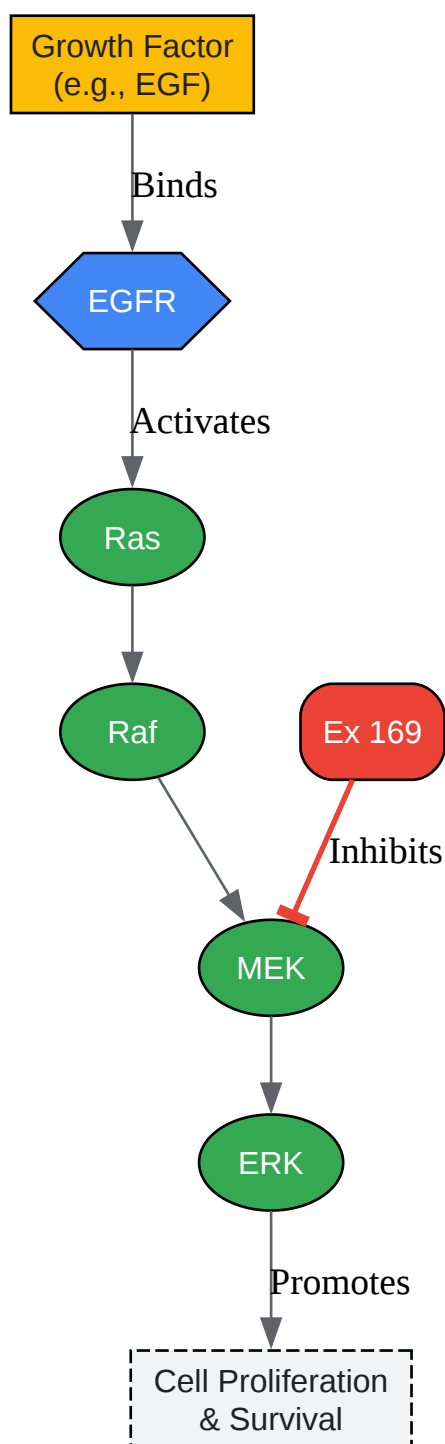 Growth Factor
(e.g., EGF)
Binds
EGFR
Activates
Ras
Raf
Ex 169
Inhibits
MEK
ERK
Promotes
Cell Proliferation
& Survival